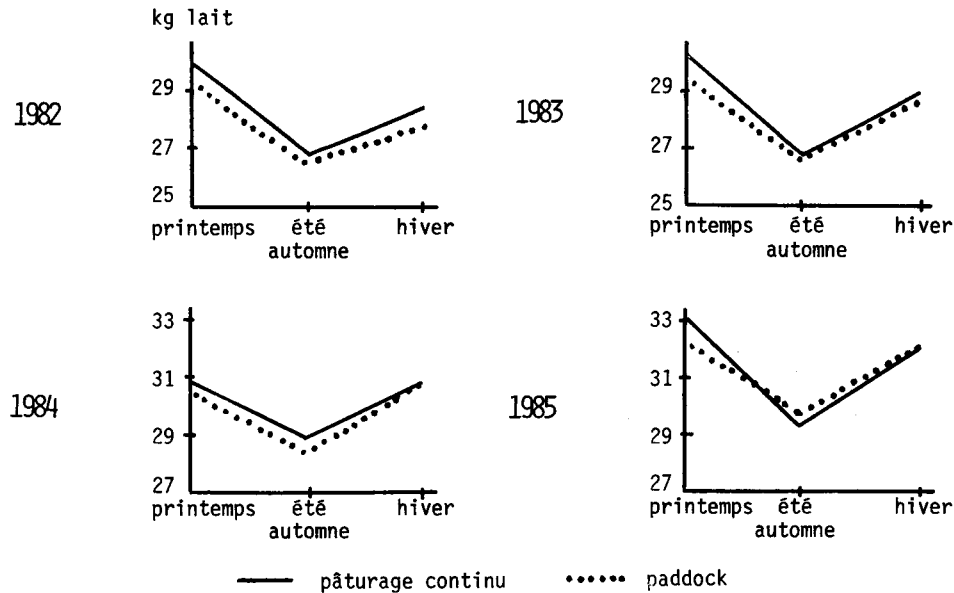 kg lait
1982
29
27
25
printemps été hiver
automne
1983
29
27
25
printemps été hiver
automne
1984
33
31
29
27
printemps été hiver
automne
1985
33
31
29
27
printemps été hiver
automne
pâturage continu paddock